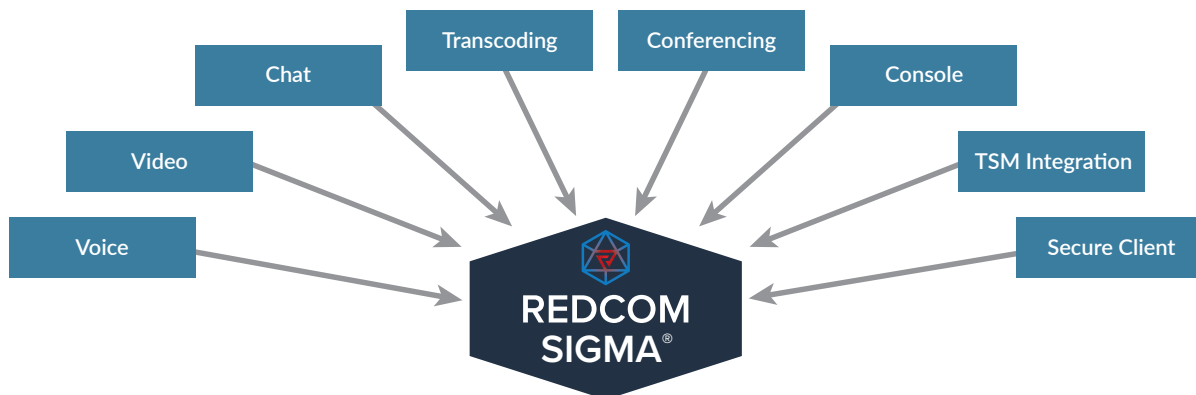 Transcoding
Conferencing
Chat
Console
Video
TSM Integration
Voice
Secure Client
REDCOM
SIGMA®